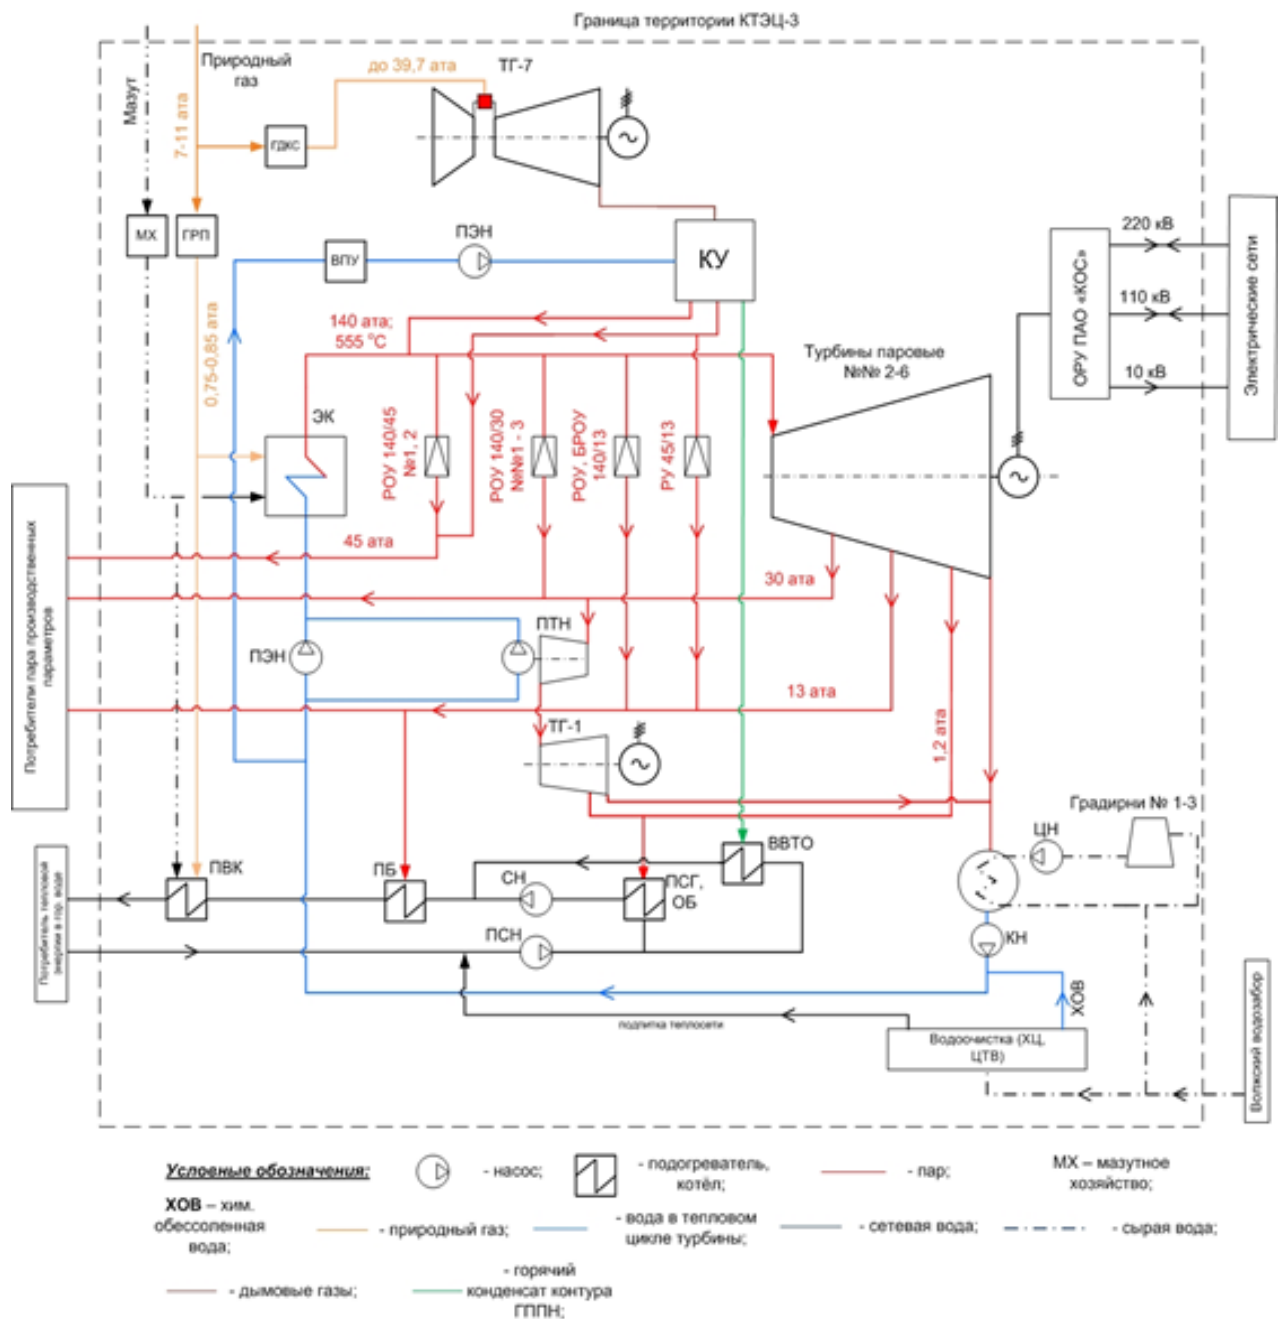 Граница территории КТЭЦ-3
Мазут
Природный
газ
7-11 ата
до 39,7 ата
ТГ-7
ГДКС
МХ
ГРП
ВПУ
ПЭН
КУ
220 кВ
110 кВ
10 кВ
ОРУ ПАО «КОС»
Электрические сети
0,75-0,85 ата
140 ата;
555 °С
Турбины паровые
№№ 2-6
ЭК
РОУ 140/45
№1, 2
РОУ 140/30
№№1 - 3
РОУ, БРОУ
140/13
РУ 45/13
45 ата
30 ата
Потребители пара производственных
параметров
ПЭН
ПТН
13 ата
ТГ-1
1,2 ата
Градирни № 1-3
ЦН
ВВТО
ПВК
ПБ
СН
ПСГ,
ОБ
ПСН
КН
Потребитель тепловой
энергии в гор. воде
ХОВ
подпитка теплосети
Водоочистка (ХЦ,
ЦТВ)
Волжский водозабор
Условные обозначения:
- насос;
- подогреватель,
котёл;
- пар;
МХ – мазутное
хозяйство;
ХОВ – хим.
обессоленная
вода;
- природный газ;
- вода в тепловом
цикле турбины;
- сетевая вода;
- сырая вода;
- дымовые газы;
- горячий
конденсат контура
ГППН;